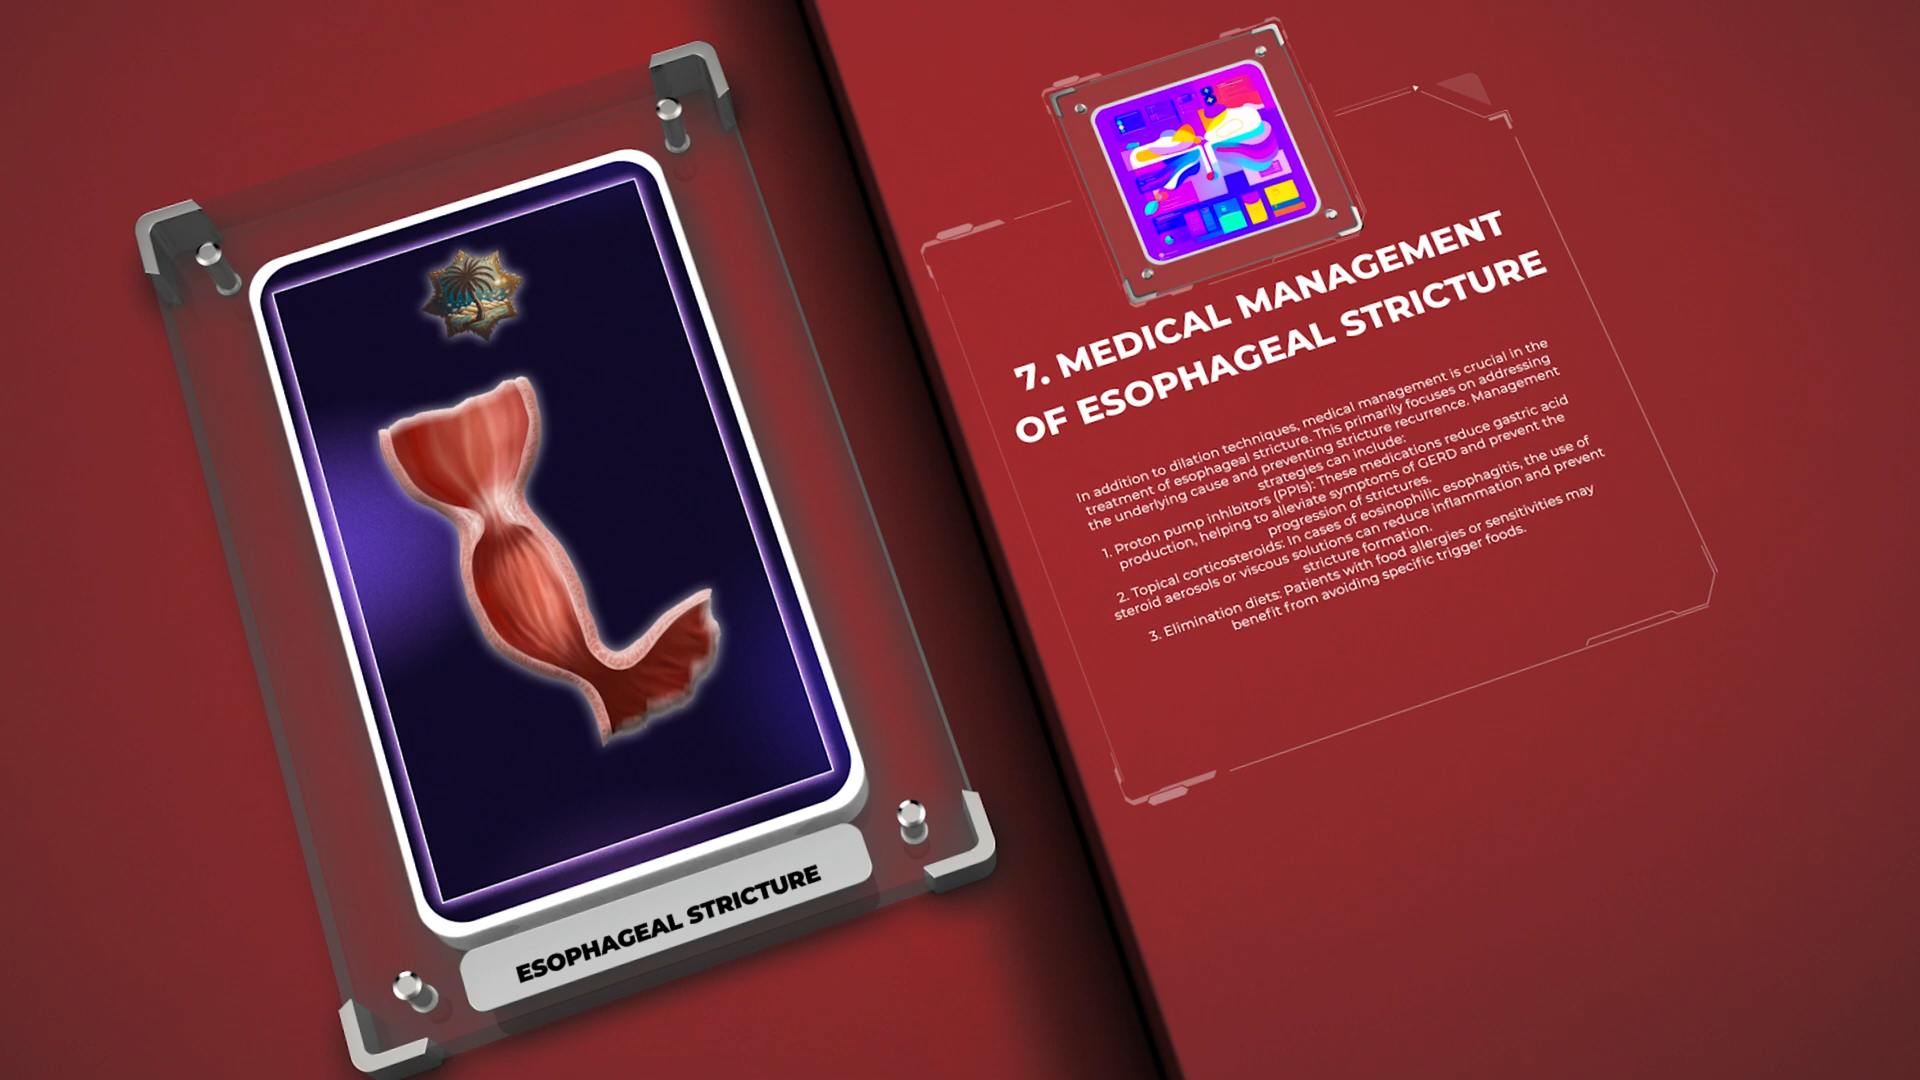 ESOPHAGEAL STRICTURE
7. MEDICAL MANAGEMENT
OF ESOPHAGEAL STRICTURE
In addition to dilation techniques, medical management is crucial in the
treatment of esophageal stricture. This primarily focuses on addressing
the underlying cause and preventing stricture recurrence. Management
strategies can include:
1. Proton pump inhibitors (PPIs): These medications reduce gastric acid
production, helping to alleviate symptoms of GERD and prevent the
progression of strictures.
2. Topical corticosteroids: In cases of eosinophilic esophagitis, the use of
steroid aerosols or viscous solutions can reduce inflammation and prevent
stricture formation.
3. Elimination diets: Patients with food allergies or sensitivities may
benefit from avoiding specific trigger foods.